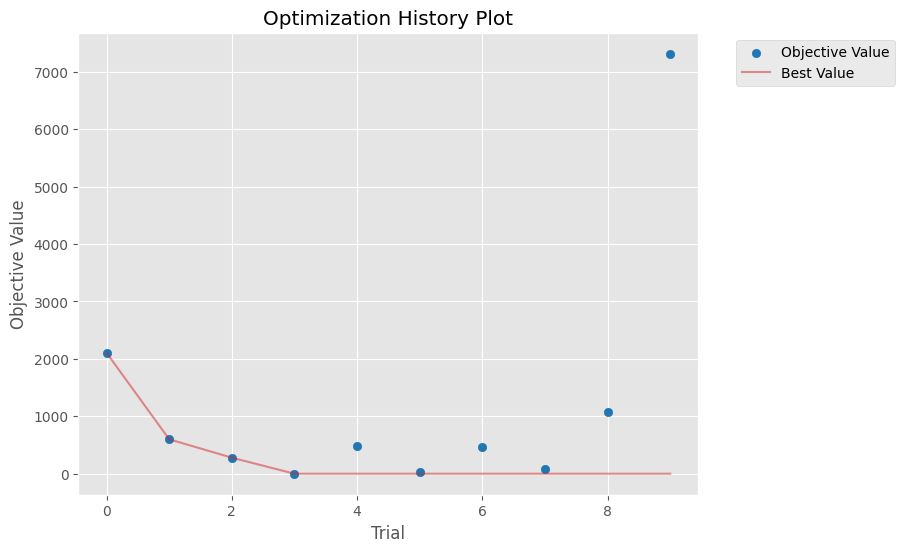 Optimization History Plot
Objective Value
Best Value
7000
6000
5000
4000
3000
2000
1000
0
Objective Value
0 2 4 6 8
Trial